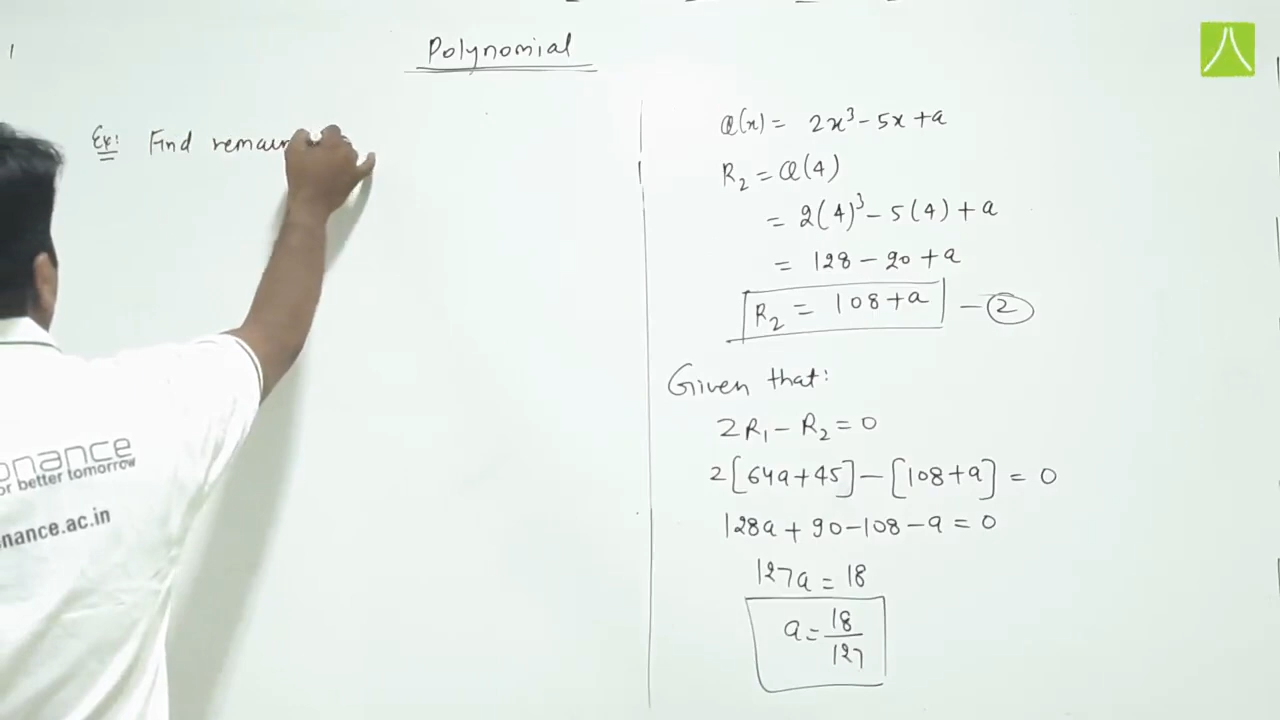 Polynomial
Ex: Find
Q(x) = 2x³ - 5x + a
R₂ = Q(4)
= 2(4)³ - 5(4) + a
= 128 - 20 + a
R₂ = 108 + a - 2
Given that:
2R₁ - R₂ = 0
2[64a + 45] - [108 + a] = 0
128a + 90 - 108 - a = 0
127a = 18
a = 18/127
onance
or better tomorrow
nance.ac.in